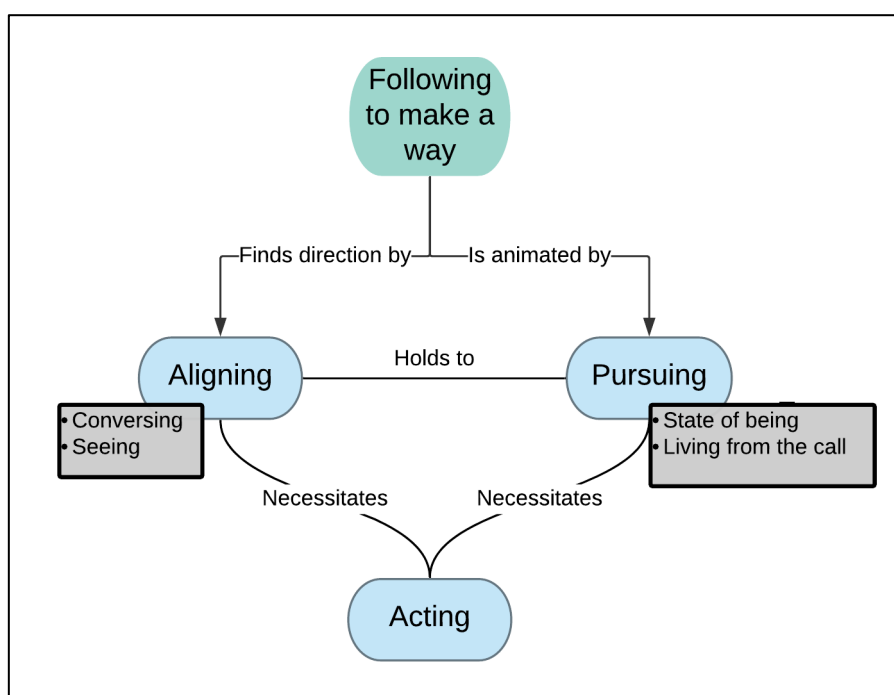 Following
to make a
way
Finds direction by
Is animated by
Aligning
Holds to
Pursuing
• Conversing
• Seeing
• State of being
• Living from the call
Necessitates
Necessitates
Acting